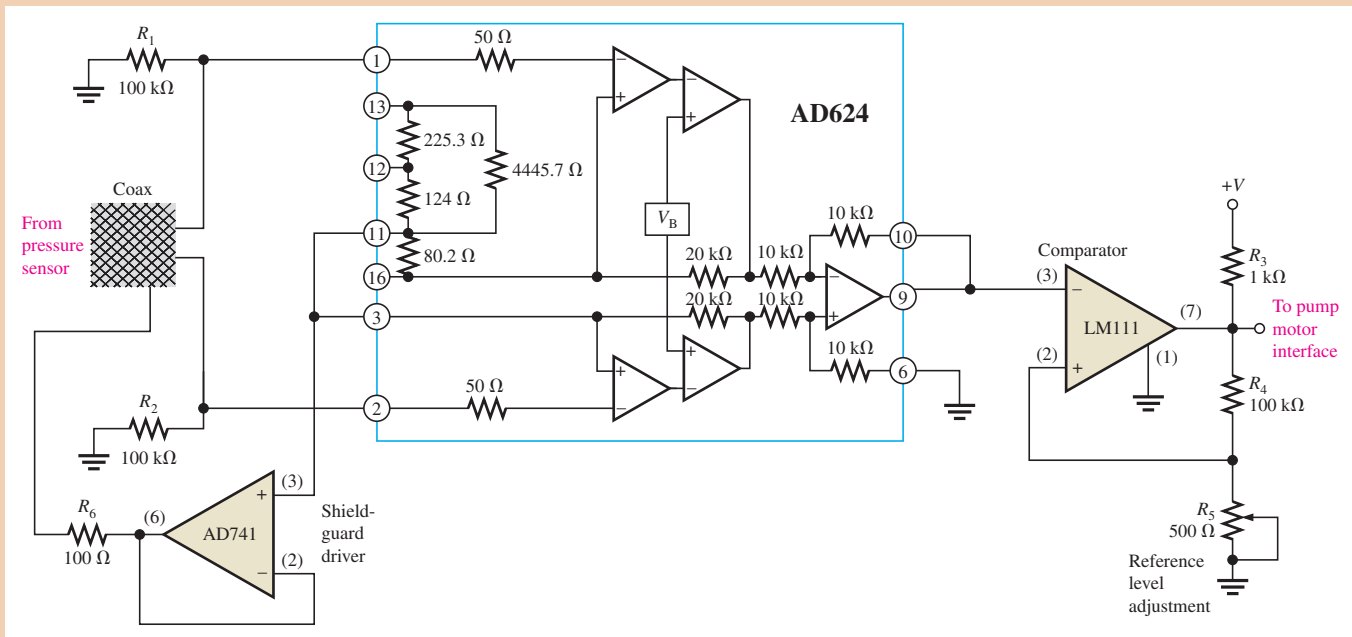 R1
100 kΩ
1
50 Ω
−
+
−
+
AD624
13
225.3 Ω
4445.7 Ω
12
124 Ω
11
80.2 Ω
16
VB
Coax
From
pressure
sensor
20 kΩ
10 kΩ
10 kΩ
10
−
+
9
3
20 kΩ
10 kΩ
10 kΩ
6
+
−
+
−
2
50 Ω
R2
100 kΩ
R6
100 Ω
(6)
AD741
+
(3)
−
(2)
Shield-
guard
driver
Comparator
(3)
−
LM111
(2)
+
(7)
(1)
+V
R3
1 kΩ
To pump
motor
interface
R4
100 kΩ
R5
500 Ω
Reference
level
adjustment